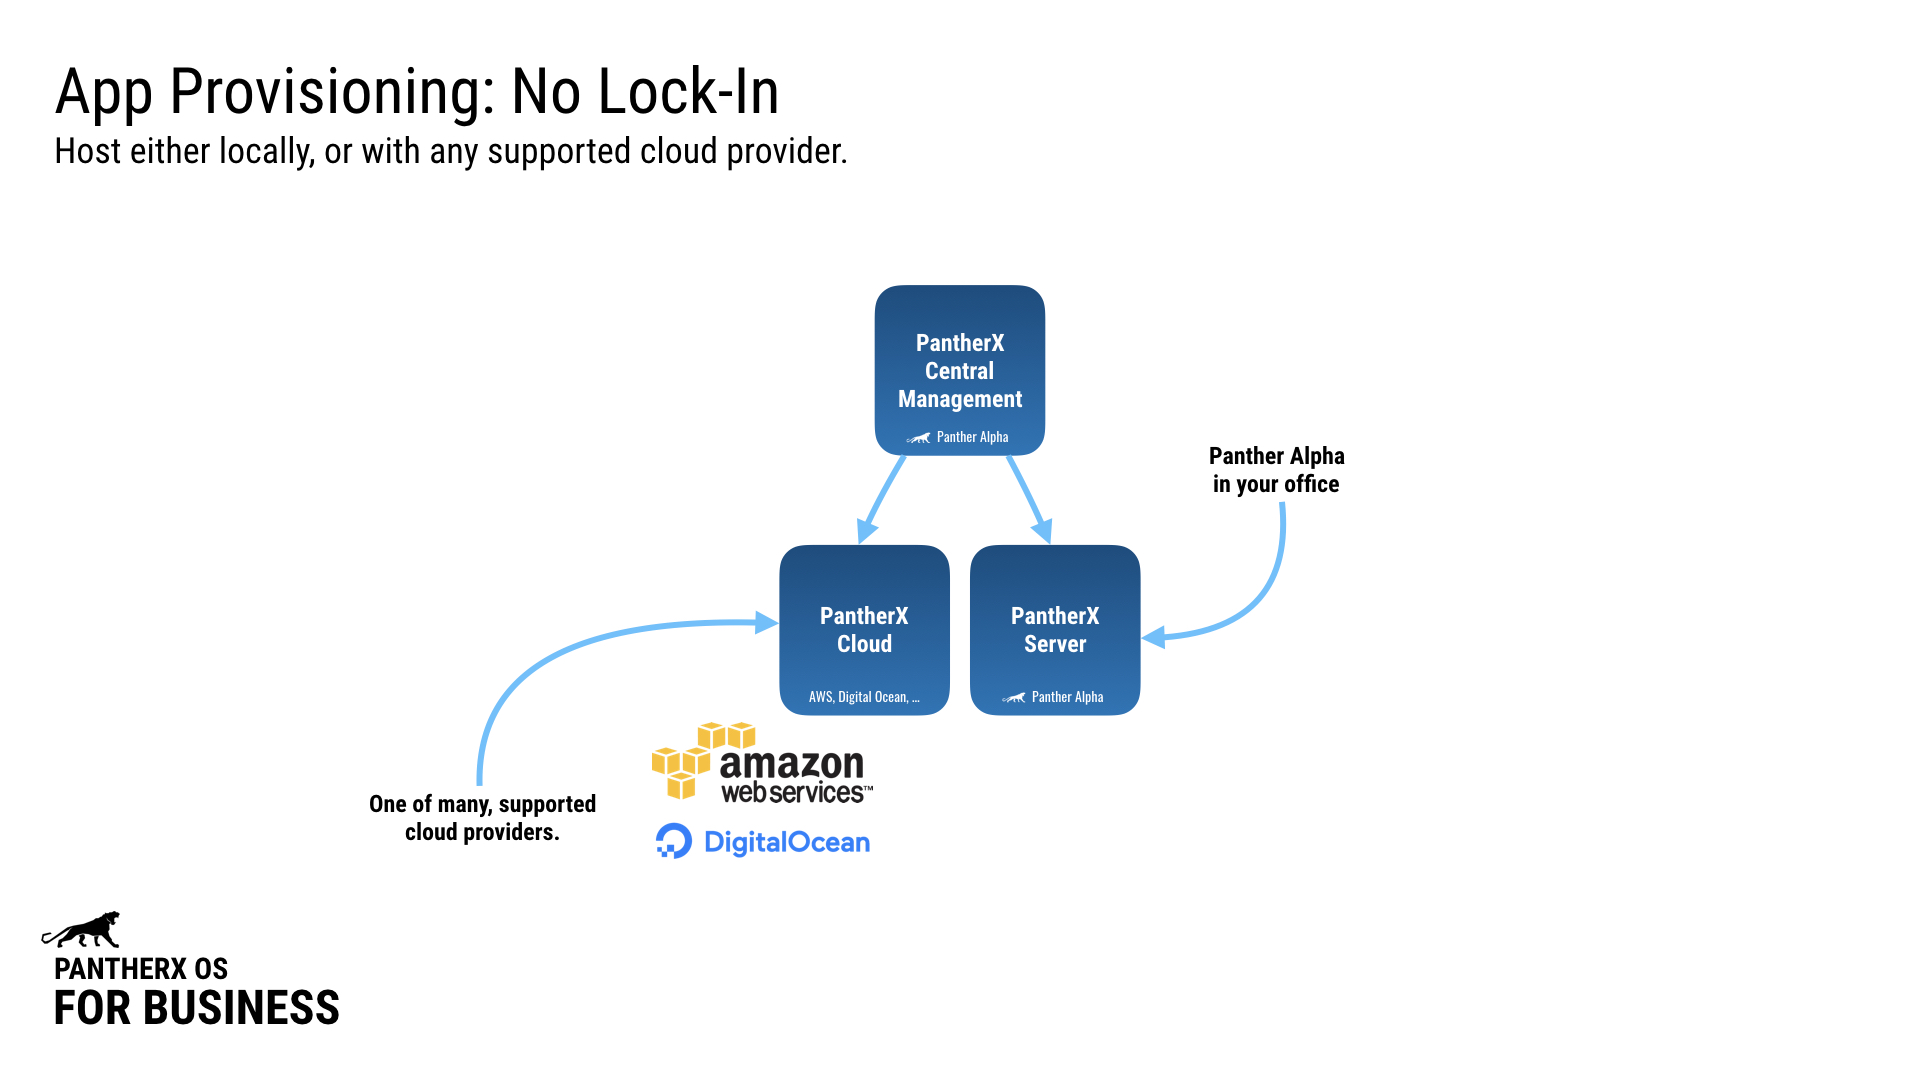 App Provisioning: No Lock-In
Host either locally, or with any supported cloud provider.
PantherX
Central
Management
Panther Alpha
Panther Alpha
in your office
PantherX
Cloud
AWS, Digital Ocean, ...
PantherX
Server
Panther Alpha
One of many, supported
cloud providers.
amazon
web services™
DigitalOcean
PANTHERX OS
FOR BUSINESS